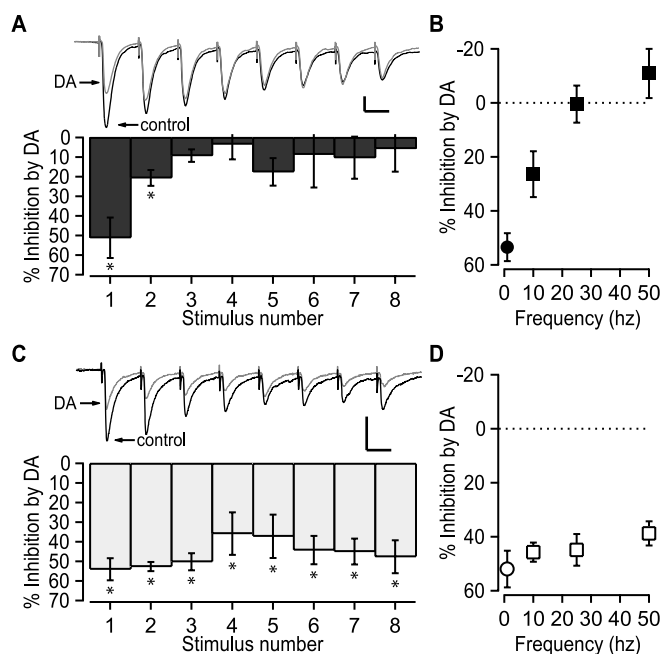 A
DA
control
% Inhibition by DA
0
10
20
30
40
50
60
70
*
*
1 2 3 4 5 6 7 8
Stimulus number
B
% Inhibition by DA
-20
0
20
40
60
0 10 20 30 40 50
Frequency (hz)
C
DA
control
% Inhibition by DA
0
10
20
30
40
50
60
70
* * * * * * * *
1 2 3 4 5 6 7 8
Stimulus number
D
% Inhibition by DA
-20
0
20
40
60
0 10 20 30 40 50
Frequency (hz)